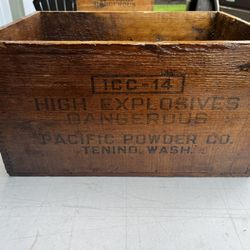 ICC-14
HIGH EXPLOSIVES
DANGEROUS
PACIFIC POWDER CO.
TENINO, WASH.